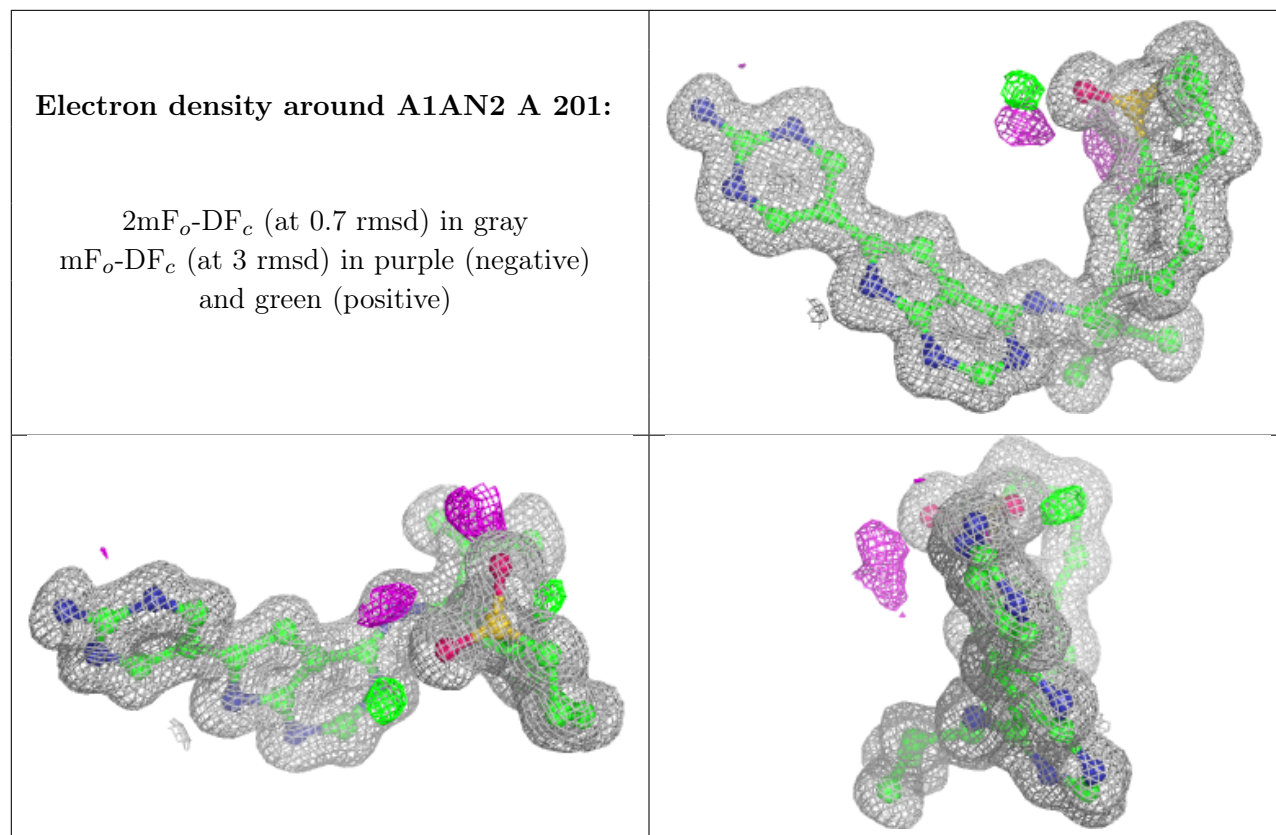 Electron density around A1AN2 A 201:
2mFo-DFc (at 0.7 rmsd) in gray
mFo-DFc (at 3 rmsd) in purple (negative)
and green (positive)